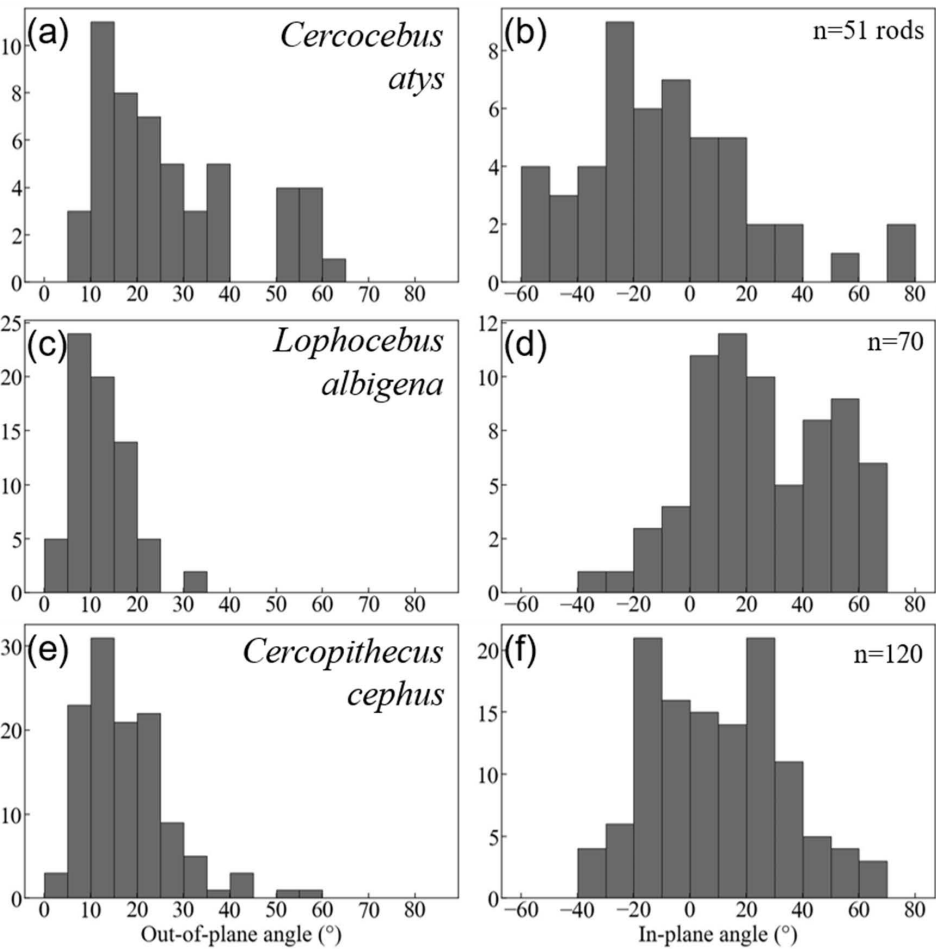 (a) Cercocebus
atys
10
8
6
4
2
0
0 10 20 30 40 50 60 70 80
(b) n=51 rods
8
6
4
2
0
−60 −40 −20 0 20 40 60 80
(c) Lophocebus
albigena
25
20
15
10
5
0
0 10 20 30 40 50 60 70 80
(d) n=70
12
10
8
5
2
0
−60 −40 −20 0 20 40 60 80
(e) Cercopithecus
cephus
30
20
10
0
0 10 20 30 40 50 60 70 80
Out-of-plane angle (°)
(f) n=120
20
15
10
5
0
−60 −40 −20 0 20 40 60 80
In-plane angle (°)